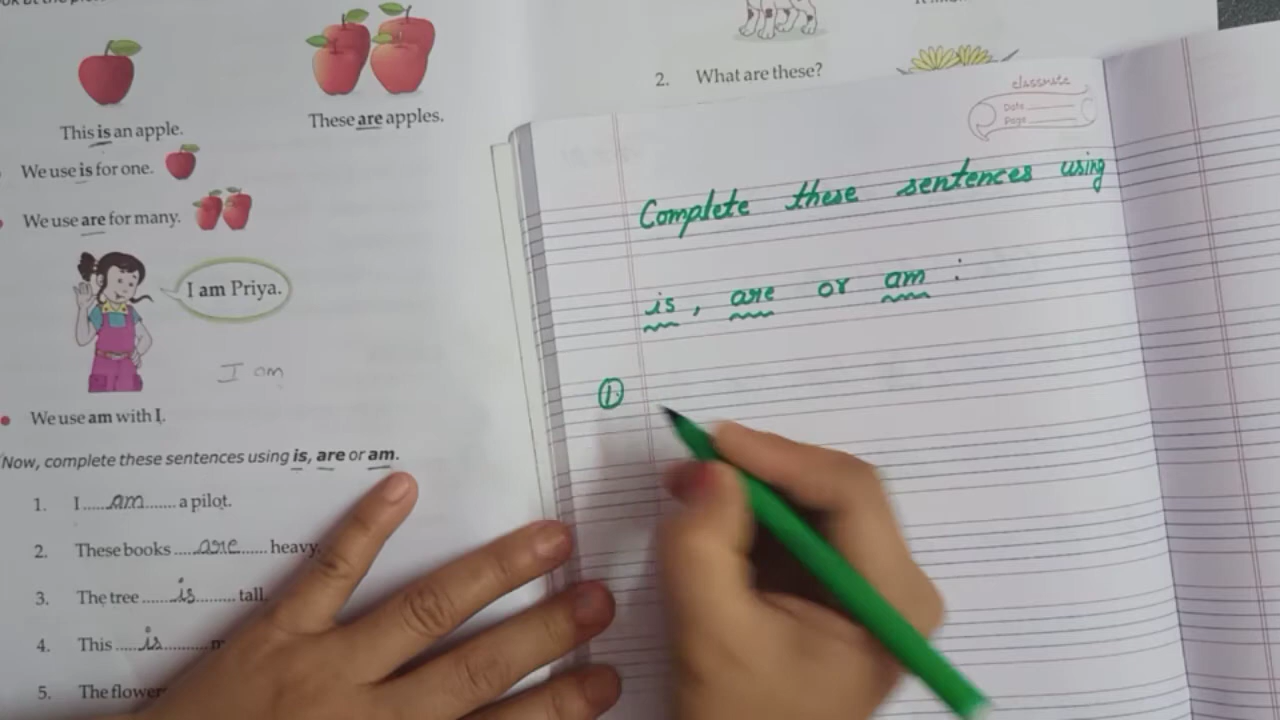 This is an apple.
These are apples.
We use is for one.
We use are for many.
I am Priya.
I am
We use am with I.
Now, complete these sentences using is, are or am.
1. I ......am...... a pilot.
2. These books ....are...... heavy
3. The tree ......is......... tall
4. This .....is.........
5. The flower
2. What are these?
classmate
Date
Page
Complete these sentences using
is, are or am :
1.